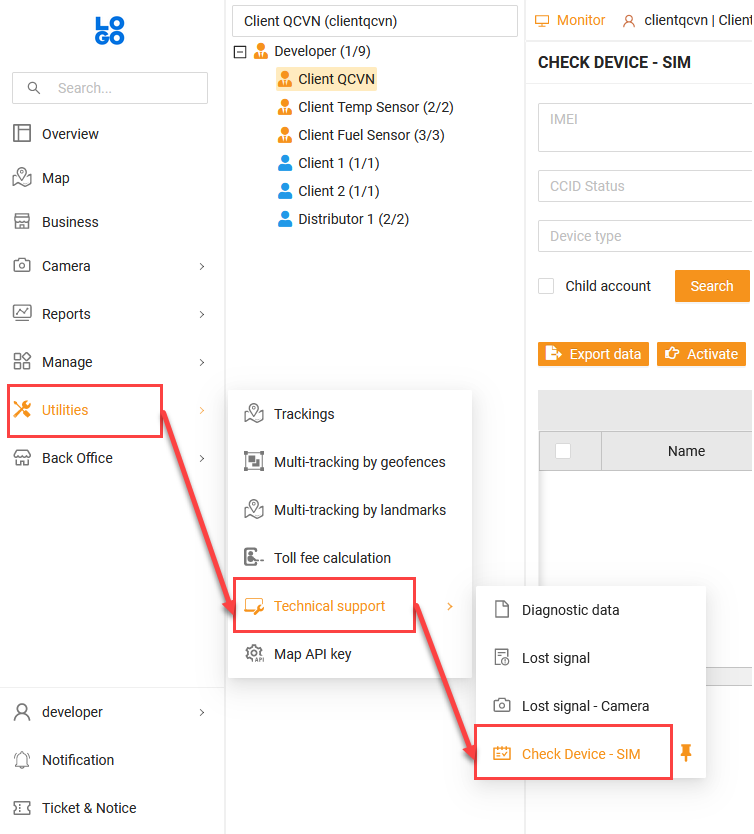 LOGO
Search...
Overview
Map
Business
Camera
Reports
Manage
Utilities
Back Office
developer
Notification
Ticket & Notice
Client QCVN (clientqcvn)
Developer (1/9)
Client QCVN
Client Temp Sensor (2/2)
Client Fuel Sensor (3/3)
Client 1 (1/1)
Client 2 (1/1)
Distributor 1 (2/2)
Trackings
Multi-tracking by geofences
Multi-tracking by landmarks
Toll fee calculation
Technical support
API
Map API key
Diagnostic data
Lost signal
Lost signal - Camera
Check Device - SIM
Monitor
clientqcvn | Client
CHECK DEVICE - SIM
IMEI
CCID Status
Device type
Child account
Search
Export data
Activate
Name